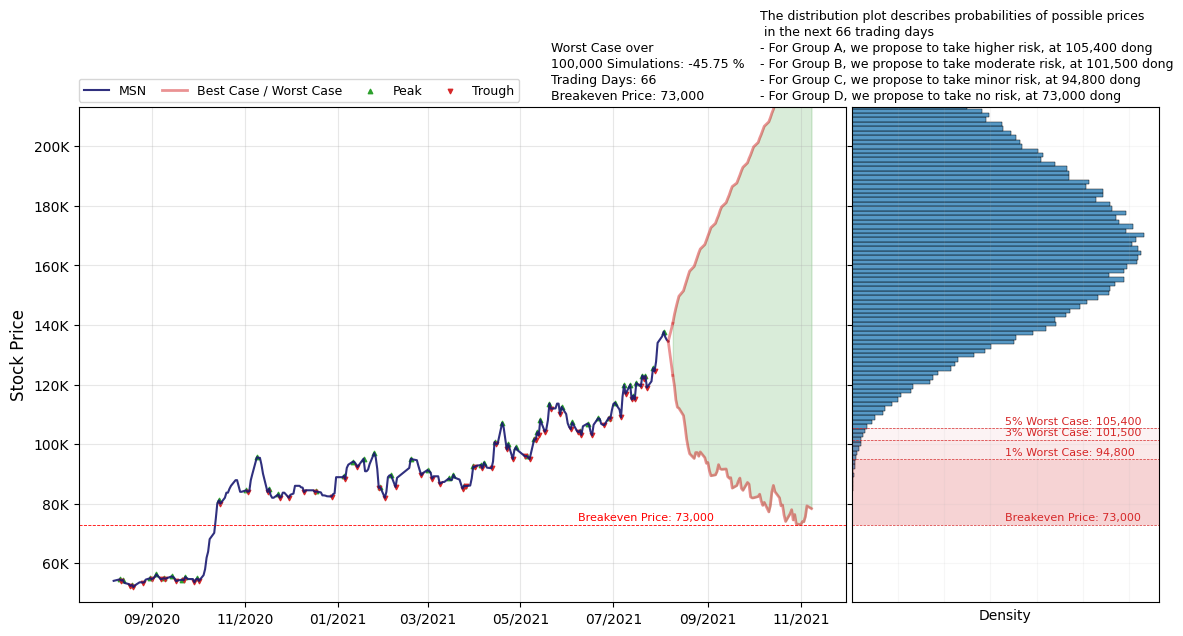 The distribution plot describes probabilities of possible prices
in the next 66 trading days
- For Group A, we propose to take higher risk, at 105,400 dong
- For Group B, we propose to take moderate risk, at 101,500 dong
- For Group C, we propose to take minor risk, at 94,800 dong
- For Group D, we propose to take no risk, at 73,000 dong
Worst Case over
100,000 Simulations: -45.75 %
Trading Days: 66
Breakeven Price: 73,000
MSN
Best Case / Worst Case
Peak
Trough
Stock Price
200K
180K
160K
140K
120K
100K
80K
60K
Breakeven Price: 73,000
09/2020
11/2020
01/2021
03/2021
05/2021
07/2021
09/2021
11/2021
5% Worst Case: 105,400
3% Worst Case: 101,500
1% Worst Case: 94,800
Breakeven Price: 73,000
Density